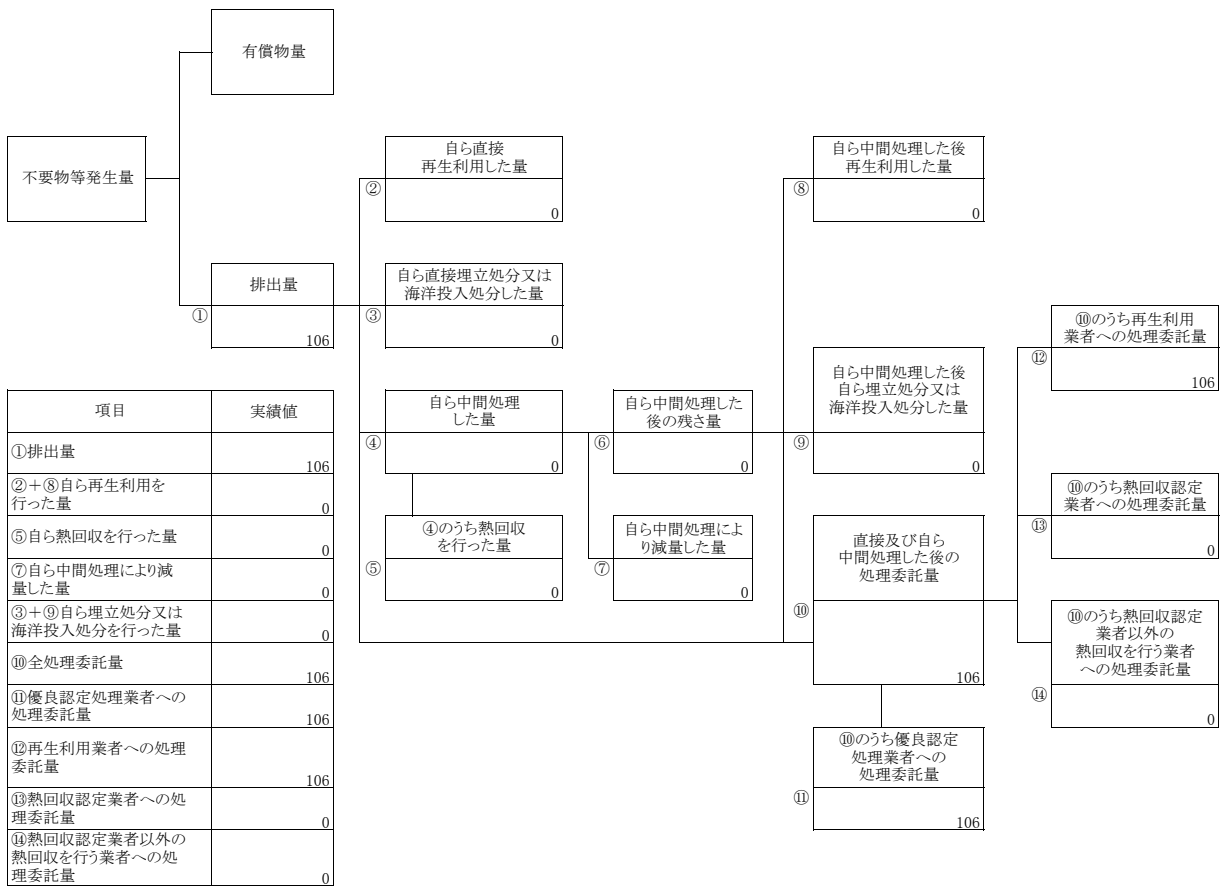 有償物量
不要物等発生量
自ら直接
再生利用した量
②
0
自ら中間処理した後
再生利用した量
⑧
0
排出量
①
106
自ら直接埋立処分又は
海洋投入処分した量
③
0
⑩のうち再生利用
業者への処理委託量
⑫
106
自ら中間処理した後
自ら埋立処分又は
海洋投入処分した量
⑨
0
自ら中間処理
した量
④
0
自ら中間処理した
後の残さ量
⑥
0
⑩のうち熱回収認定
業者への処理委託量
⑬
0
④のうち熱回収
を行った量
⑤
0
自ら中間処理によ
り減量した量
⑦
0
直接及び自ら
中間処理した後の
処理委託量
⑩
106
⑩のうち熱回収認定
業者以外の
熱回収を行う業者
への処理委託量
⑭
0
⑩のうち優良認定
処理業者への
処理委託量
⑪
106
項目 実績値
①排出量
106
②+⑧自ら再生利用を
行った量
0
⑤自ら熱回収を行った量
0
⑦自ら中間処理により減
量した量
0
③+⑨自ら埋立処分又は
海洋投入処分を行った量
0
⑩全処理委託量
106
⑪優良認定処理業者への
処理委託量
106
⑫再生利用業者への処理
委託量
106
⑬熱回収認定業者への処
理委託量
0
⑭熱回収認定業者以外の
熱回収を行う業者への処
理委託量
0